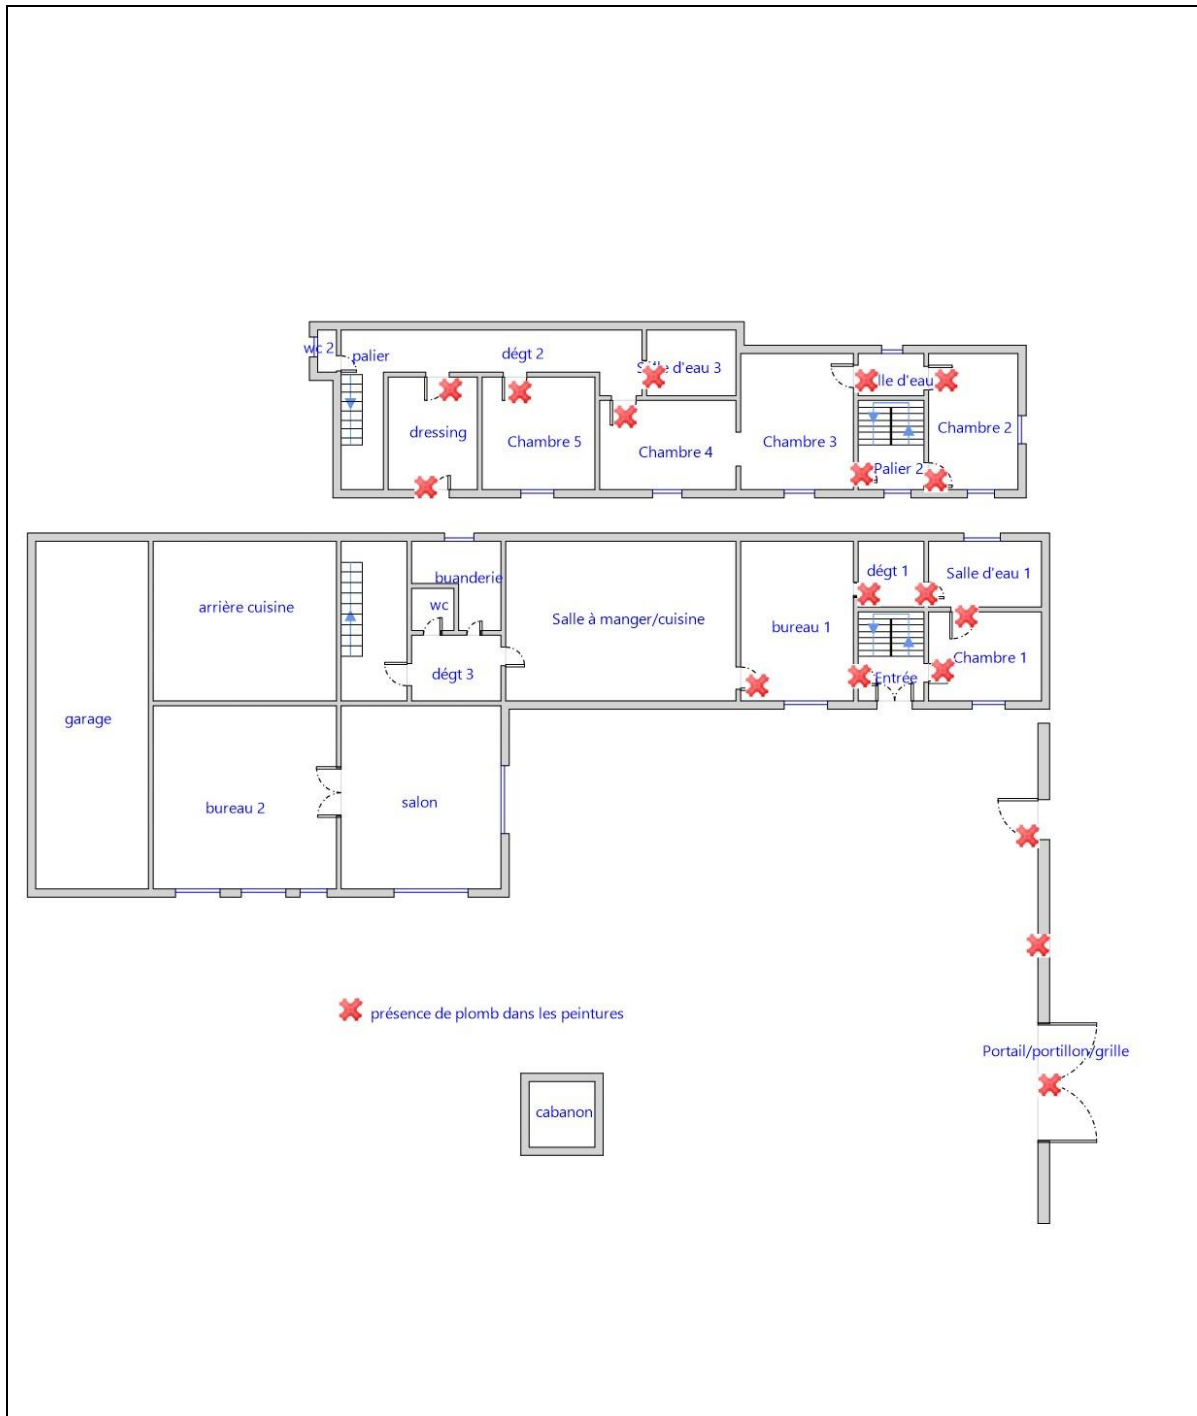 wc 2
palier
dégt 2
Salle d'eau 3
lle d'eau
dressing
Chambre 5
Chambre 4
Chambre 3
Palier 2
Chambre 2
arrière cuisine
buanderie
wc
dégt 3
Salle à manger/cuisine
bureau 1
dégt 1
Salle d'eau 1
Entrée
Chambre 1
garage
bureau 2
salon
présence de plomb dans les peintures
Portail/portillon/grille
cabanon